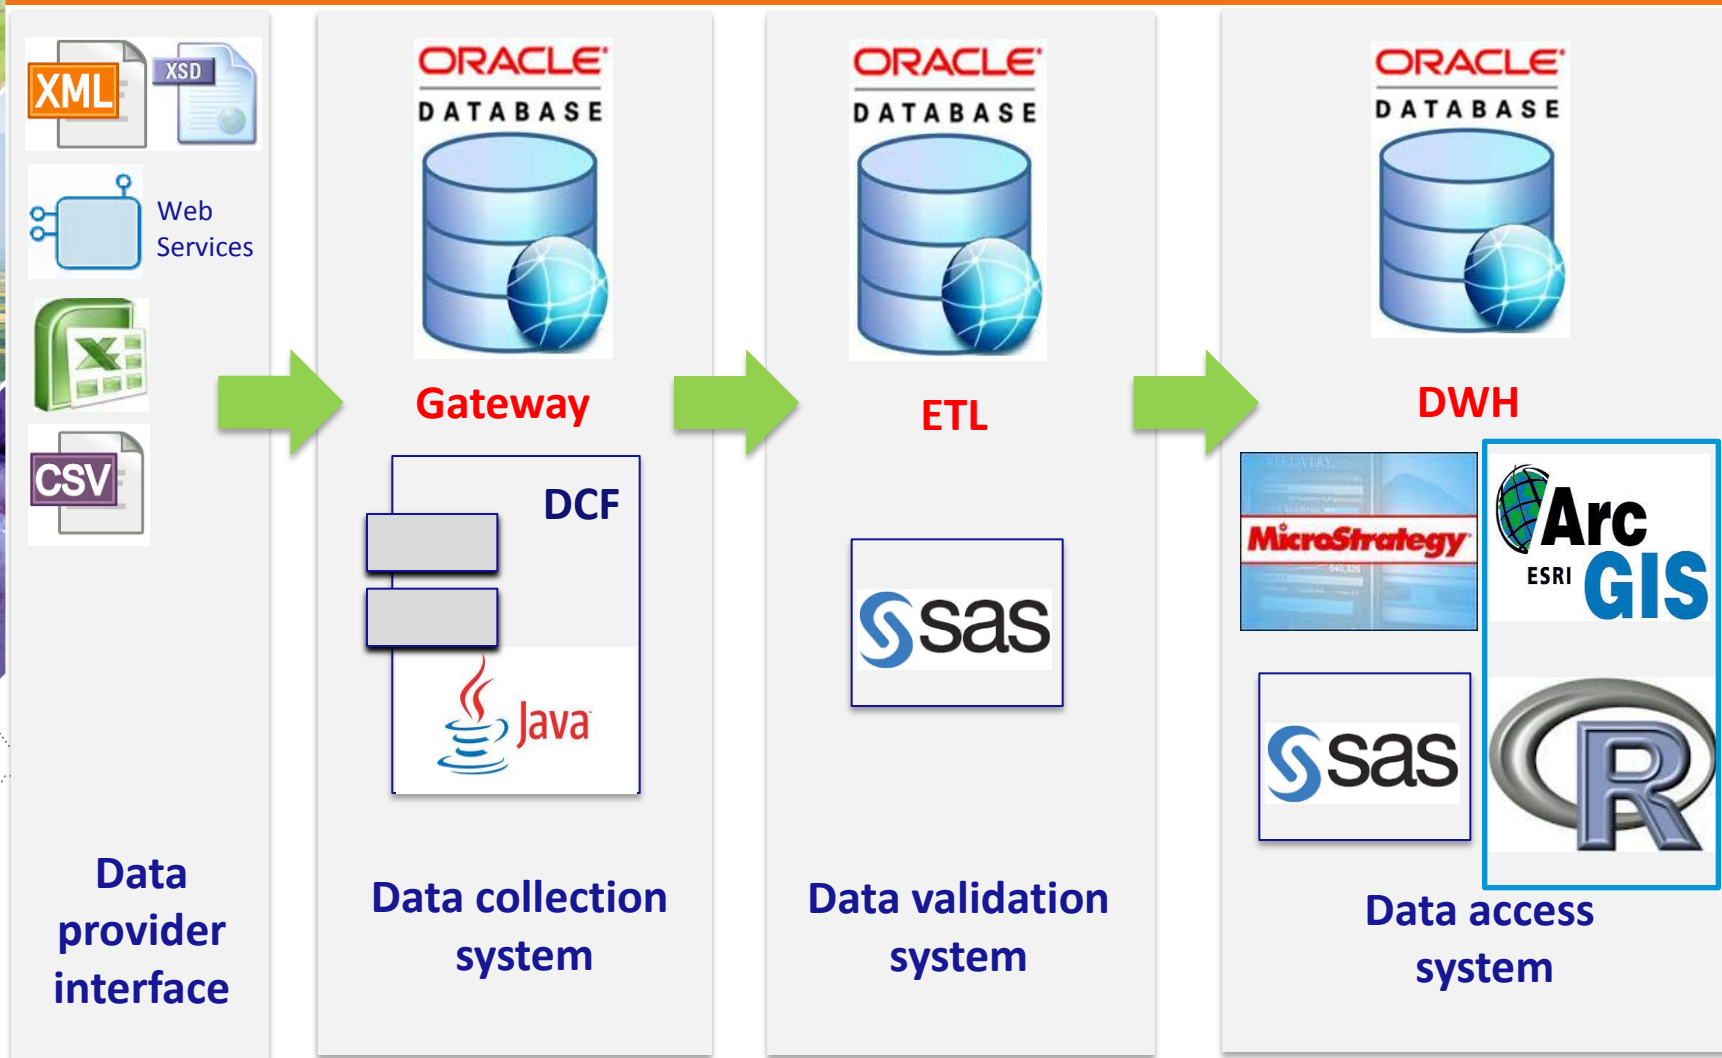 XML
XSD
Web
Services
CSV
Data
provider
interface
ORACLE
DATABASE
Gateway
DCF
Java
Data collection
system
ORACLE
DATABASE
ETL
sas
Data validation
system
ORACLE
DATABASE
DWH
MicroStrategy
Arc
ESRI GIS
sas
R
Data access
system